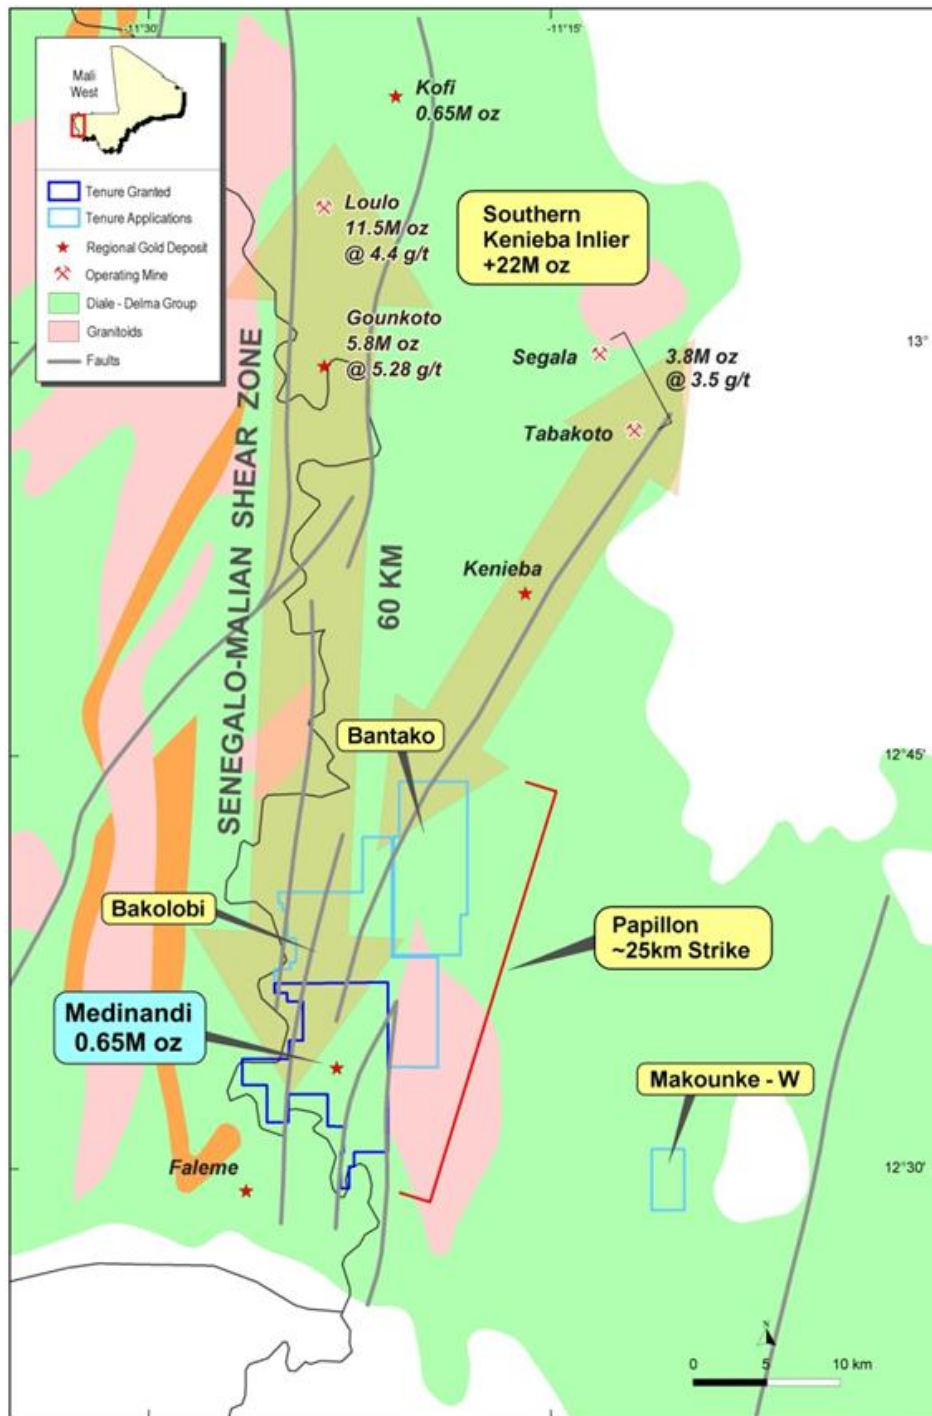 -11°30'
-11°15'
Mali
West
Tenure Granted
Tenure Applications
Regional Gold Deposit
Operating Mine
Diale - Delma Group
Granitoids
Faults
Kofi
0.65M oz
Loulo
11.5M oz
@ 4.4 g/t
Southern
Kenieba Inlier
+22M oz
Gounkoto
5.8M oz
@ 5.28 g/t
13°
Segala
3.8M oz
@ 3.5 g/t
Tabakoto
SENEGALO-MALIAN SHEAR ZONE
60 KM
Kenieba
Bantako
12°45'
Bakolobi
Papillon
~25km Strike
Medinandi
0.65M oz
Makounke - W
Faleme
12°30'
N
0 5 10 km